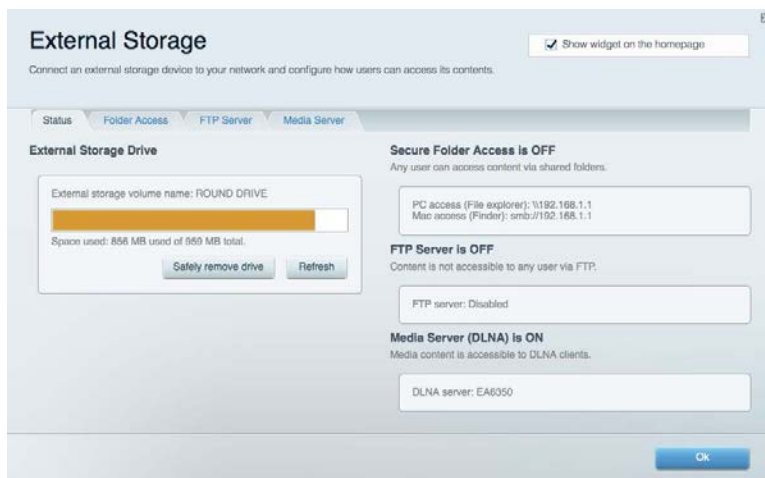 External Storage
Show widget on the homepage
Connect an external storage device to your network and configure how users can access its contents.
Status
Folder Access
FTP Server
Media Server
External Storage Drive
External storage volume name: ROUND DRIVE
Space used: 856 MB used of 969 MB total.
Safely remove drive
Refresh
Secure Folder Access is OFF
Any user can access content via shared folders.
PC access (File explorer): \\192.168.1.1
Mac access (Finder): smb://192.168.1.1
FTP Server is OFF
Content is not accessible to any user via FTP.
FTP server: Disabled
Media Server (DLNA) is ON
Media content is accessible to DLNA clients.
DLNA server: EA6350
Ok